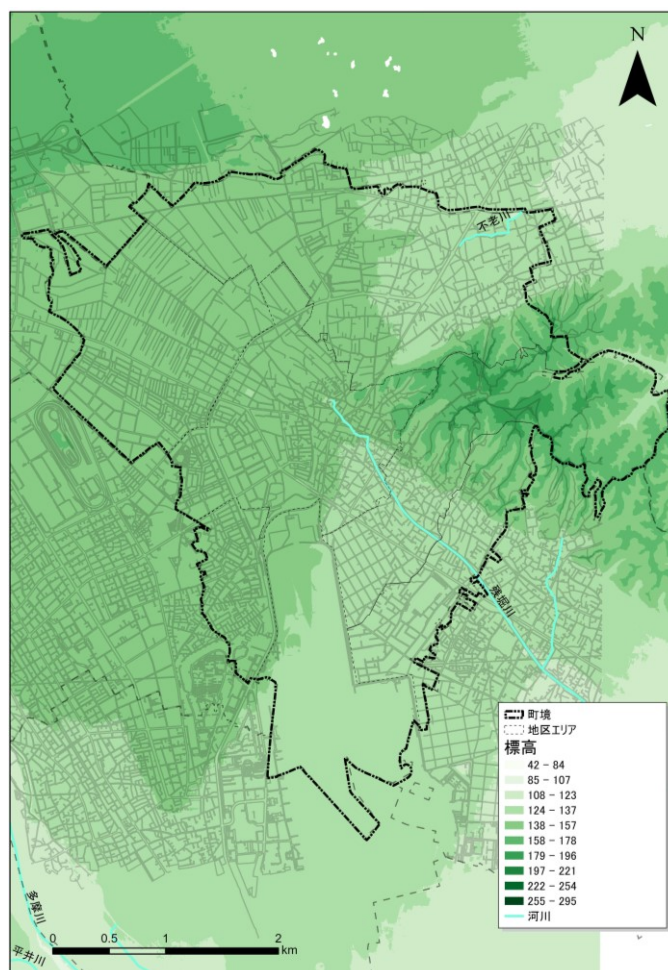 N
不老川
残堀川
町境
地区エリア
標高
42 - 84
85 - 107
108 - 123
124 - 137
138 - 157
158 - 178
179 - 196
197 - 221
222 - 254
255 - 295
河川
多摩川
平井川
0 0.5 1 2
km